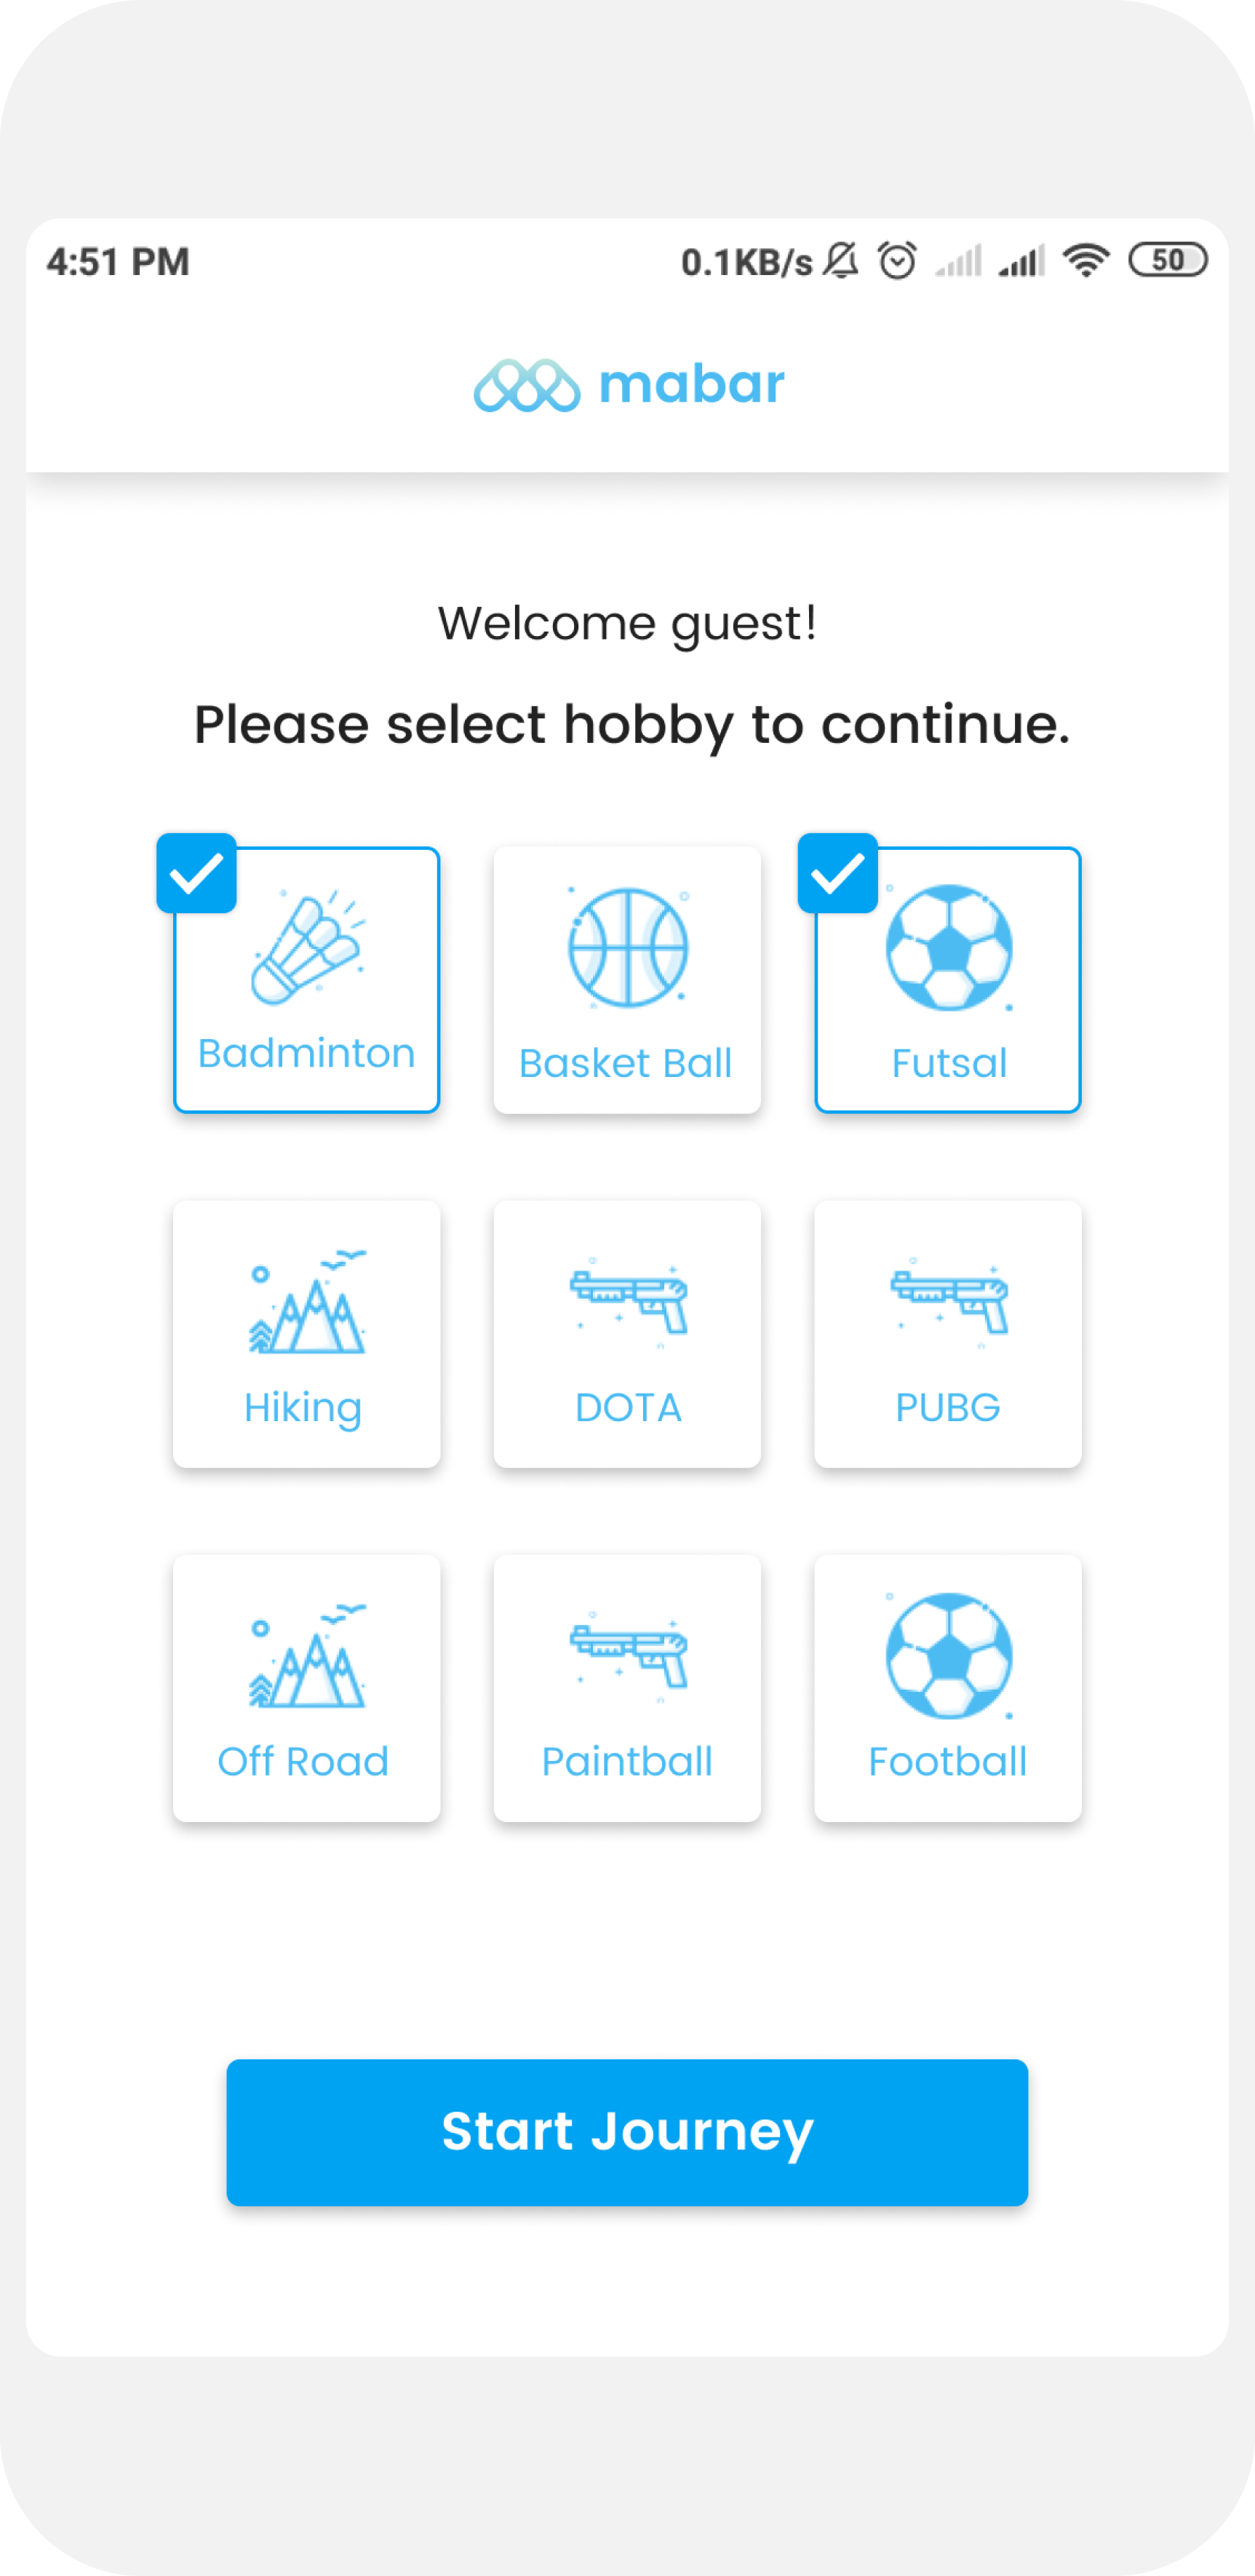 4:51 PM 0.1KB/s 50
mabar
Welcome guest!
Please select hobby to continue.
Badminton Basket Ball Futsal
Hiking DOTA PUBG
Off Road Paintball Football
Start Journey